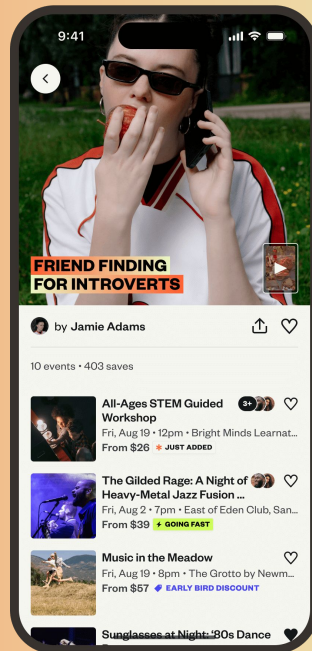 9:41
FRIEND FINDING
FOR INTROVERTS
by Jamie Adams
10 events • 403 saves
All-Ages STEM Guided
3+
Workshop
Fri, Aug 19 • 12pm • Bright Minds Learnat...
From $26 JUST ADDED
The Gilded Rage: A Night of
Heavy-Metal Jazz Fusion ...
Fri, Aug 2 • 7pm • East of Eden Club, San...
From $39 GOING FAST
Music in the Meadow
Fri, Aug 19 • 8pm • The Grotto by Newm...
From $57 EARLY BIRD DISCOUNT
Sunglasses at Night: '80s Dance